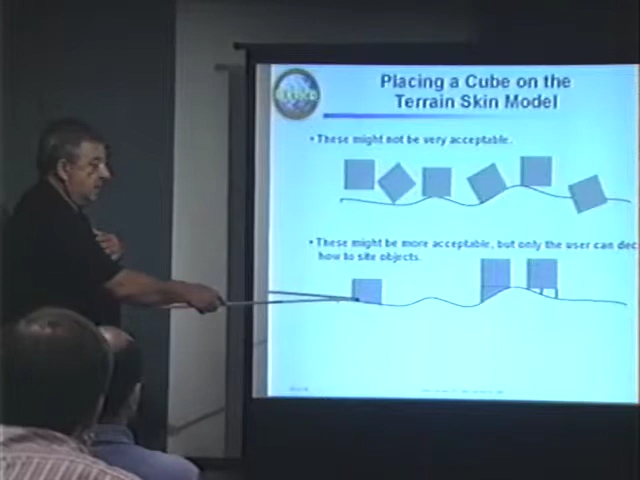 Placing a Cube on the
Terrain Skin Model
• These might not be very acceptable.
• These might be more acceptable, but only the user can dec
how to site objects.